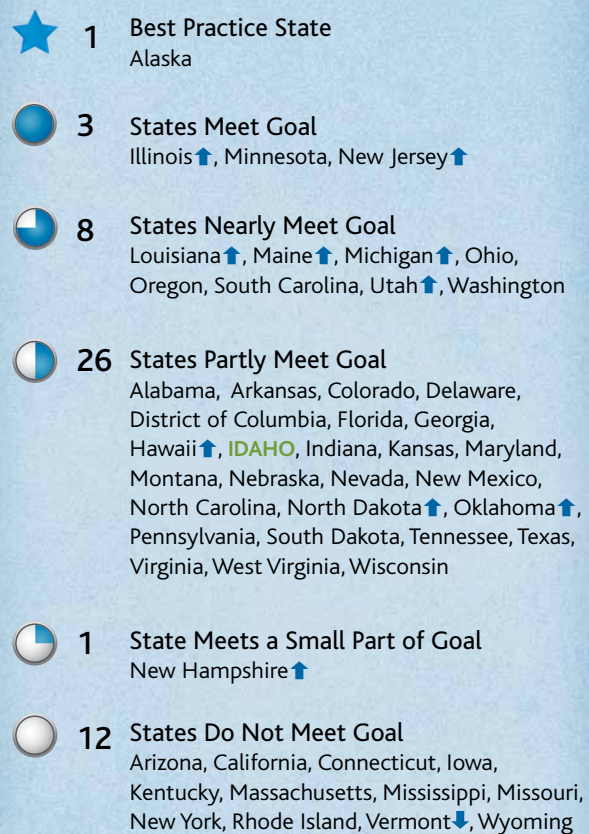 1 Best Practice State
Alaska
3 States Meet Goal
Illinois⬆, Minnesota, New Jersey⬆
8 States Nearly Meet Goal
Louisiana⬆, Maine⬆, Michigan⬆, Ohio,
Oregon, South Carolina, Utah⬆, Washington
26 States Partly Meet Goal
Alabama, Arkansas, Colorado, Delaware,
District of Columbia, Florida, Georgia,
Hawaii⬆, IDAHO, Indiana, Kansas, Maryland,
Montana, Nebraska, Nevada, New Mexico,
North Carolina, North Dakota⬆, Oklahoma⬆,
Pennsylvania, South Dakota, Tennessee, Texas,
Virginia, West Virginia, Wisconsin
1 State Meets a Small Part of Goal
New Hampshire⬆
12 States Do Not Meet Goal
Arizona, California, Connecticut, Iowa,
Kentucky, Massachusetts, Mississippi, Missouri,
New York, Rhode Island, Vermont⬇, Wyoming